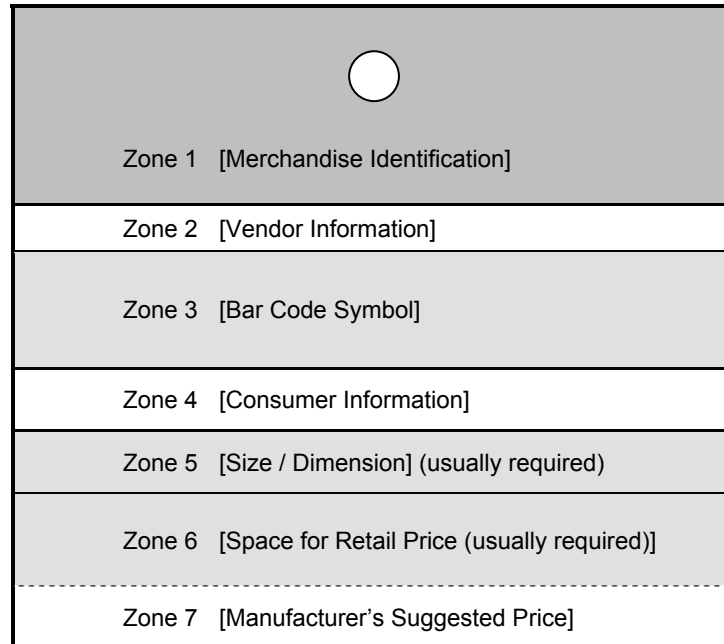 Zone 1 [Merchandise Identification]
Zone 2 [Vendor Information]
Zone 3 [Bar Code Symbol]
Zone 4 [Consumer Information]
Zone 5 [Size / Dimension] (usually required)
Zone 6 [Space for Retail Price (usually required)]
Zone 7 [Manufacturer’s Suggested Price]